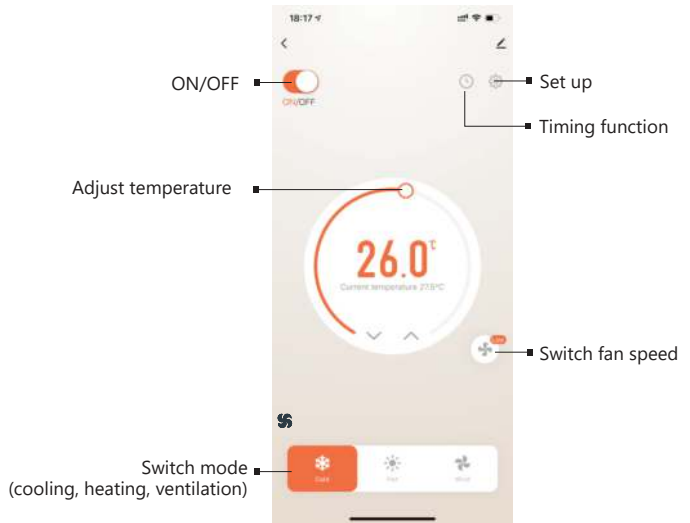 18:17
ON/OFF
ON/OFF
Set up
Timing function
Adjust temperature
26.0℃
Current temperature 27.5°C
Low
Switch fan speed
Switch mode
(cooling, heating, ventilation)
Cold